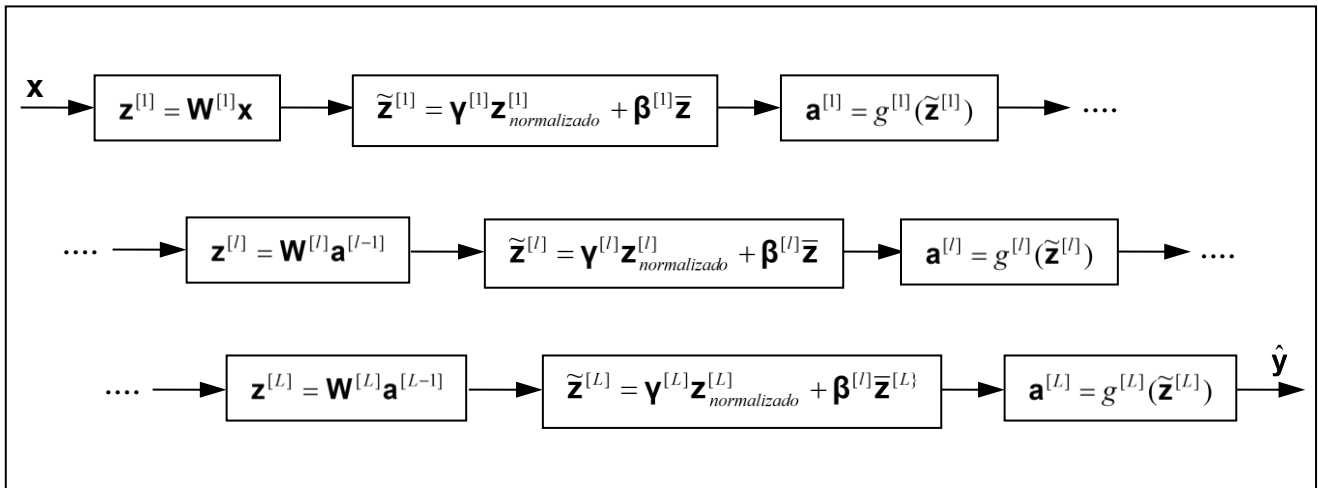 x
z^[1] = W^[1]x
z̃^[1] = γ^[1]z^[1]_normalizado + β^[1]z̄
a^[1] = g^[1](z̃^[1])
....
....
z^[l] = W^[l]a^[l−1]
z̃^[l] = γ^[l]z^[l]_normalizado + β^[l]z̄
a^[l] = g^[l](z̃^[l])
....
....
z^[L] = W^[L]a^[L−1]
z̃^[L] = γ^[L]z^[L]_normalizado + β^[l]z̄^[L}
a^[L] = g^[L](z̃^[L])
ŷ